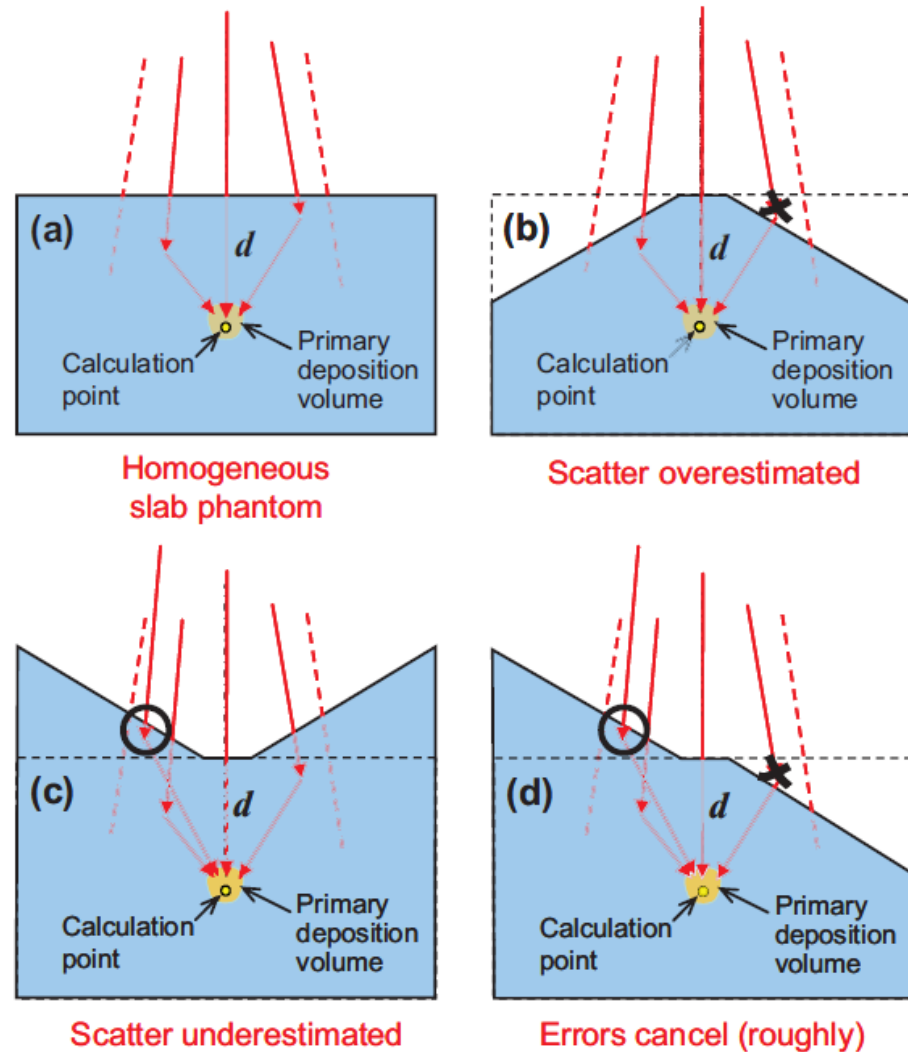 (a)
d
Calculation
point
Primary
deposition
volume
Homogeneous
slab phantom
(b)
d
Calculation
point
Primary
deposition
volume
Scatter overestimated
(c)
d
Calculation
point
Primary
deposition
volume
Scatter underestimated
(d)
d
Calculation
point
Primary
deposition
volume
Errors cancel (roughly)